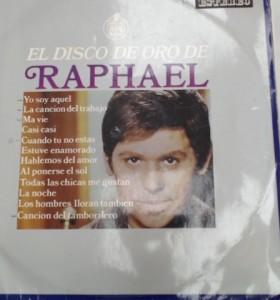 ESTEREO
EL DISCO DE ORO DE
RAPHAEL
Yo soy aquel
La cancion del trabajo
Ma vie
Casi casi
Cuando tu no estas
Estuve enamorado
Hablemos del amor
Al ponerse el sol
Todas las chicas me gustan
La noche
Los hombres lloran tambien
Cancion del tamborilero